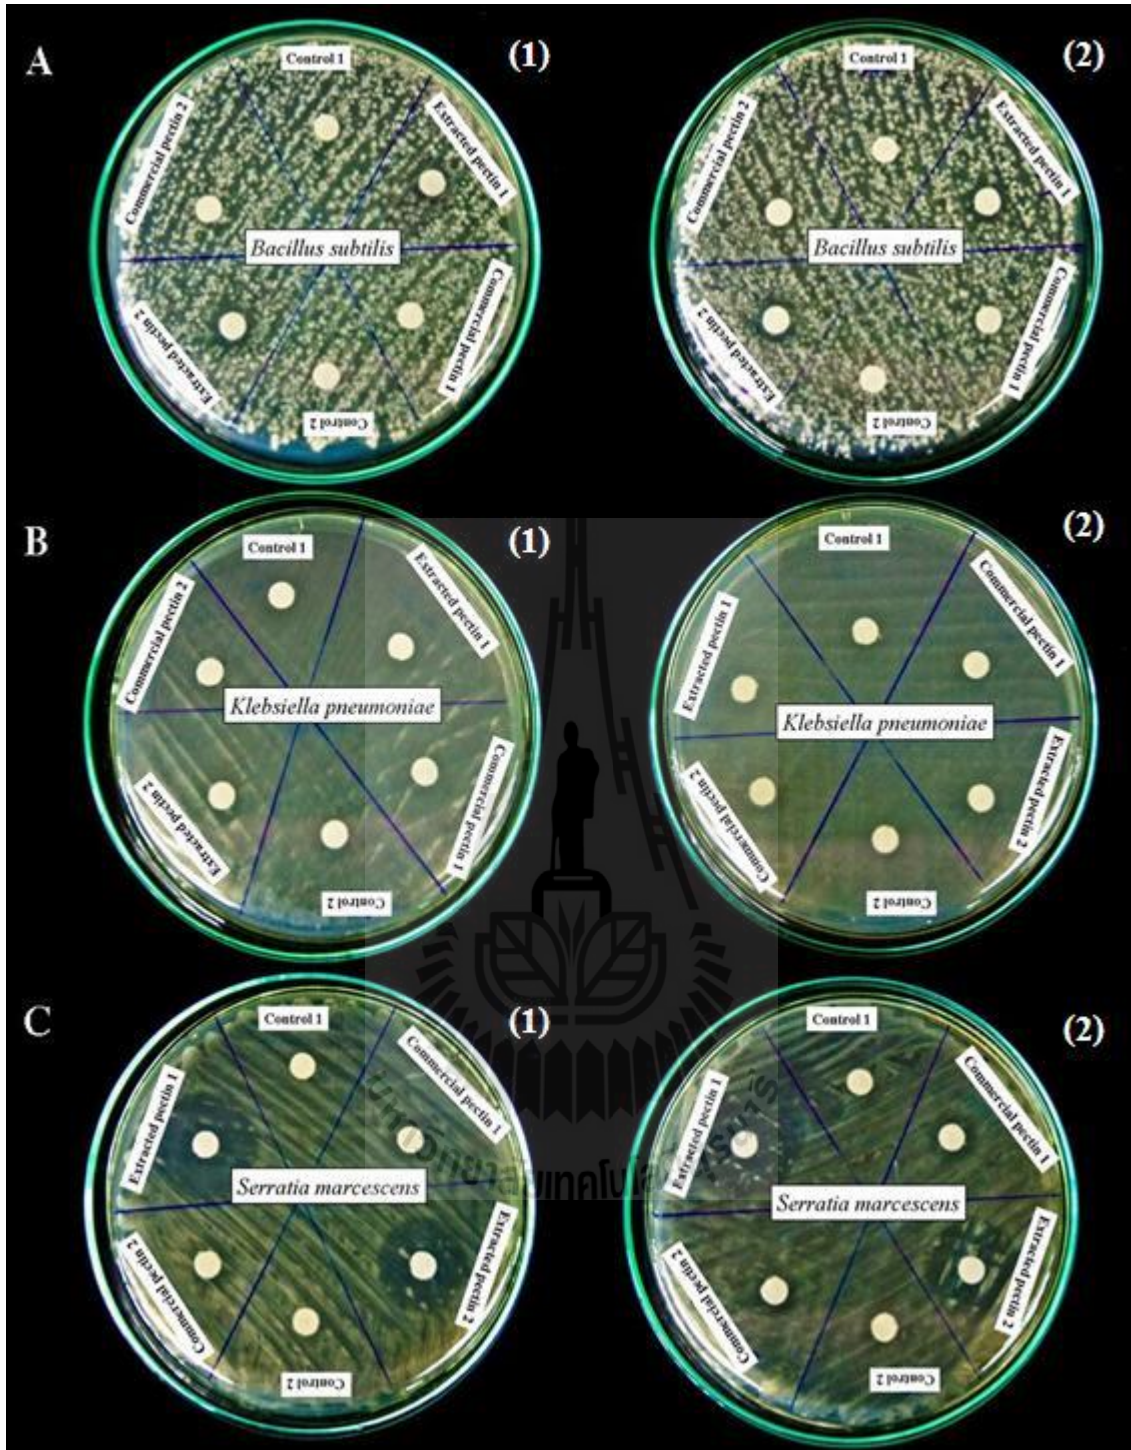 A
(1)
Control 1
Commercial pectin 2
Extracted pectin 1
Bacillus subtilis
Extracted pectin 2
Commercial pectin 1
Control 2
(2)
Control 1
Commercial pectin 2
Extracted pectin 1
Bacillus subtilis
Extracted pectin 2
Commercial pectin 1
Control 2
B
(1)
Control 1
Commercial pectin 2
Extracted pectin 1
Klebsiella pneumoniae
Extracted pectin 2
Commercial pectin 1
Control 2
(2)
Control 1
Extracted pectin 1
Commercial pectin 1
Klebsiella pneumoniae
Commercial pectin 2
Extracted pectin 2
Control 2
C
(1)
Control 1
Extracted pectin 1
Commercial pectin 1
Serratia marcescens
Commercial pectin 2
Extracted pectin 2
Control 2
(2)
Control 1
Extracted pectin 1
Commercial pectin 1
Serratia marcescens
Commercial pectin 2
Extracted pectin 2
Control 2